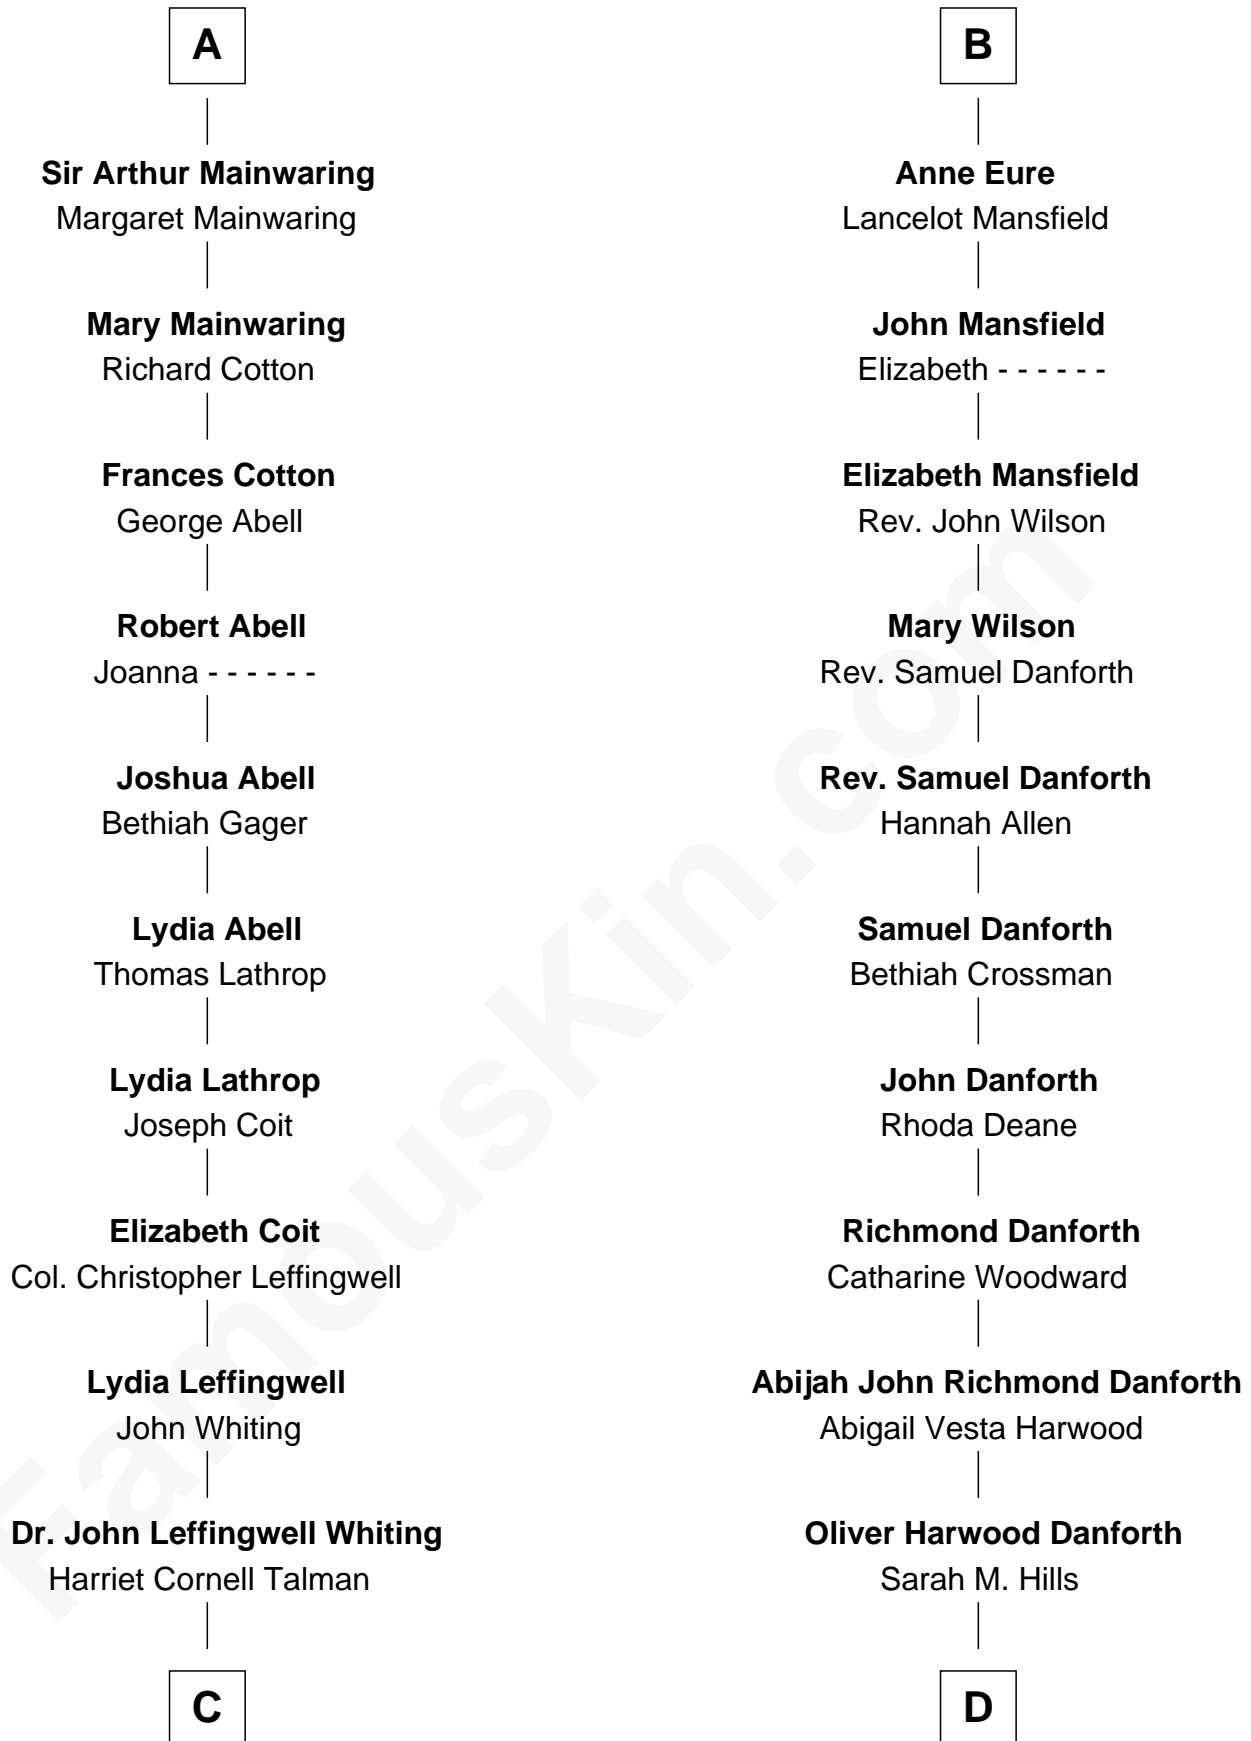 A
Sir Arthur Mainwaring
Margaret Mainwaring
Mary Mainwaring
Richard Cotton
Frances Cotton
George Abell
Robert Abell
Joanna - - - - - -
Joshua Abell
Bethiah Gager
Lydia Abell
Thomas Lathrop
Lydia Lathrop
Joseph Coit
Elizabeth Coit
Col. Christopher Leffingwell
Lydia Leffingwell
John Whiting
Dr. John Leffingwell Whiting
Harriet Cornell Talman
C
B
Anne Eure
Lancelot Mansfield
John Mansfield
Elizabeth - - - - - -
Elizabeth Mansfield
Rev. John Wilson
Mary Wilson
Rev. Samuel Danforth
Rev. Samuel Danforth
Hannah Allen
Samuel Danforth
Bethiah Crossman
John Danforth
Rhoda Deane
Richmond Danforth
Catharine Woodward
Abijah John Richmond Danforth
Abigail Vesta Harwood
Oliver Harwood Danforth
Sarah M. Hills
D
FamousKin.com